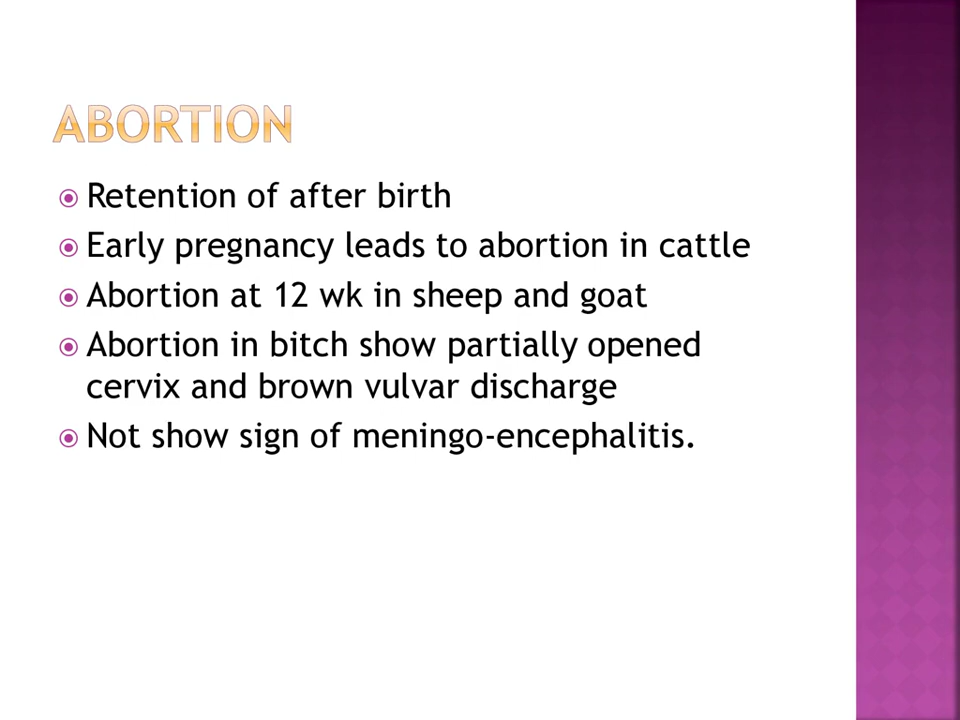 ABORTION
Retention of after birth
Early pregnancy leads to abortion in cattle
Abortion at 12 wk in sheep and goat
Abortion in bitch show partially opened
cervix and brown vulvar discharge
Not show sign of meningo-encephalitis.